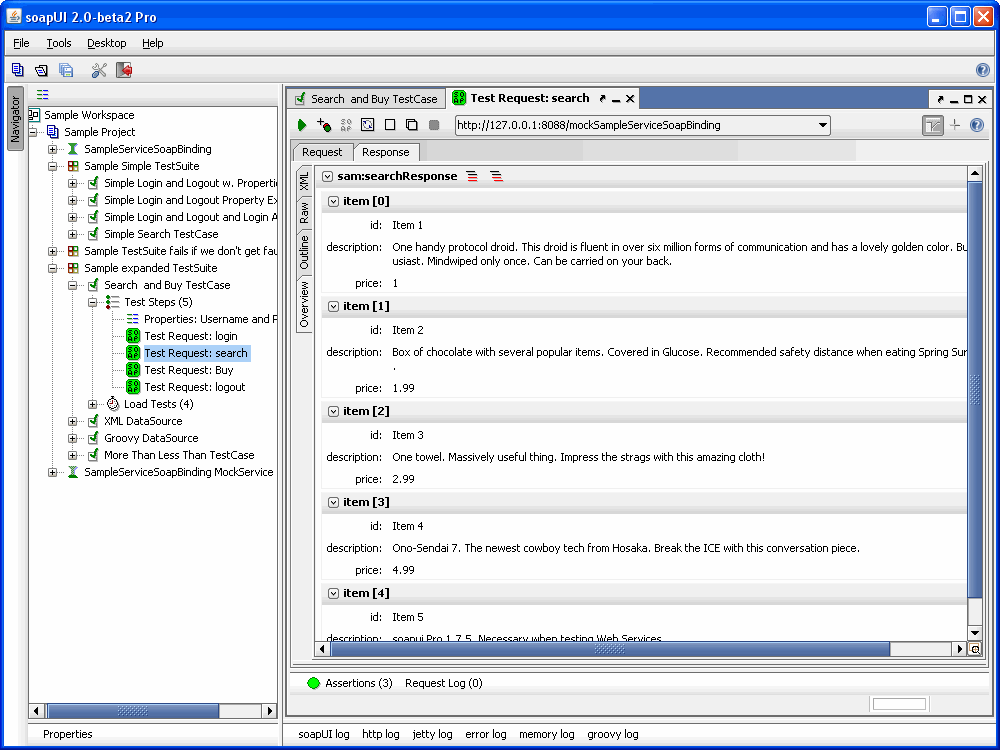 soapUI 2.0-beta2 Pro
File Tools Desktop Help
Navigator
Sample Workspace
Sample Project
SampleServiceSoapBinding
Sample Simple TestSuite
Simple Login and Logout w. Properti
Simple Login and Logout Property Ex
Simple Login and Logout and Login A
Simple Search TestCase
Sample TestSuite fails if we don't get fau
Sample expanded TestSuite
Search and Buy TestCase
Test Steps (5)
Properties: Username and P
Test Request: login
Test Request: search
Test Request: Buy
Test Request: logout
Load Tests (4)
XML DataSource
Groovy DataSource
More Than Less Than TestCase
SampleServiceSoapBinding MockService
Properties
Search and Buy TestCase Test Request: search
http://127.0.0.1:8088/mockSampleServiceSoapBinding
Request Response
XML
Raw
Outline
Overview
sam:searchResponse
item [0]
id: Item 1
description: One handy protocol droid. This droid is fluent in over six million forms of communication and has a lovely golden color. Bu
usiast. Mindwiped only once. Can be carried on your back.
price: 1
item [1]
id: Item 2
description: Box of chocolate with several popular items. Covered in Glucose. Recommended safety distance when eating Spring Sur
.
price: 1.99
item [2]
id: Item 3
description: One towel. Massively useful thing. Impress the strags with this amazing cloth!
price: 2.99
item [3]
id: Item 4
description: Ono-Sendai 7. The newest cowboy tech from Hosaka. Break the ICE with this conversation piece.
price: 4.99
item [4]
id: Item 5
description: soapui Pro 1.7.5. Necessary when testing Web Services
Assertions (3) Request Log (0)
soapUI log http log jetty log error log memory log groovy log